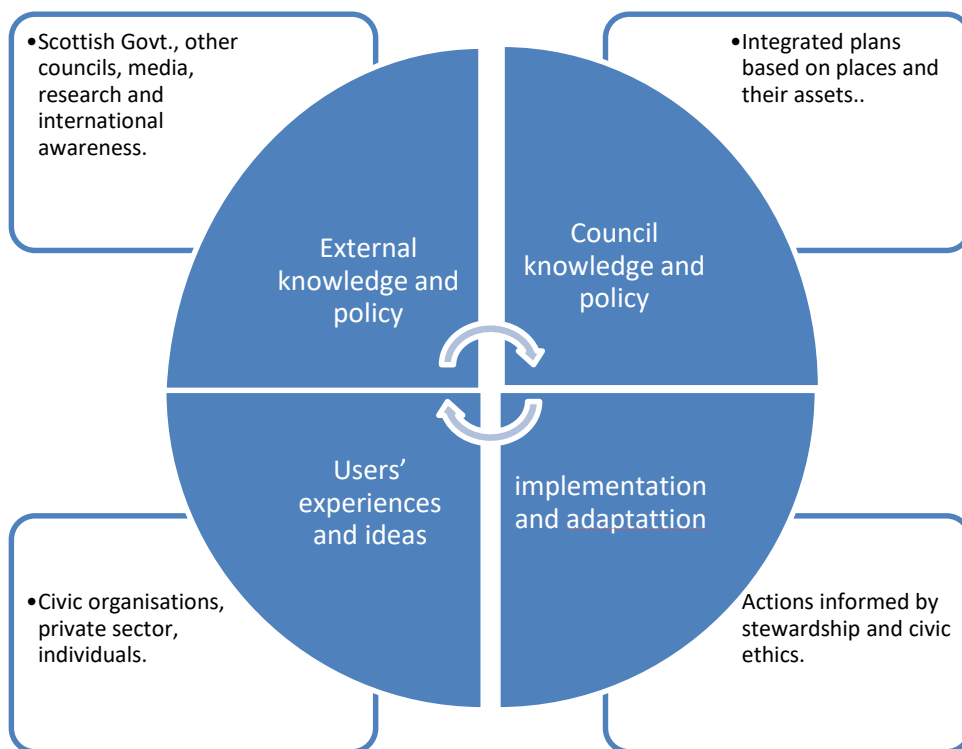 •Scottish Govt., other
councils, media,
research and
international
awareness.
•Integrated plans
based on places and
their assets..
External
knowledge and
policy
Council
knowledge and
policy
Users’
experiences
and ideas
implementation
and adaptattion
•Civic organisations,
private sector,
individuals.
Actions informed by
stewardship and civic
ethics.